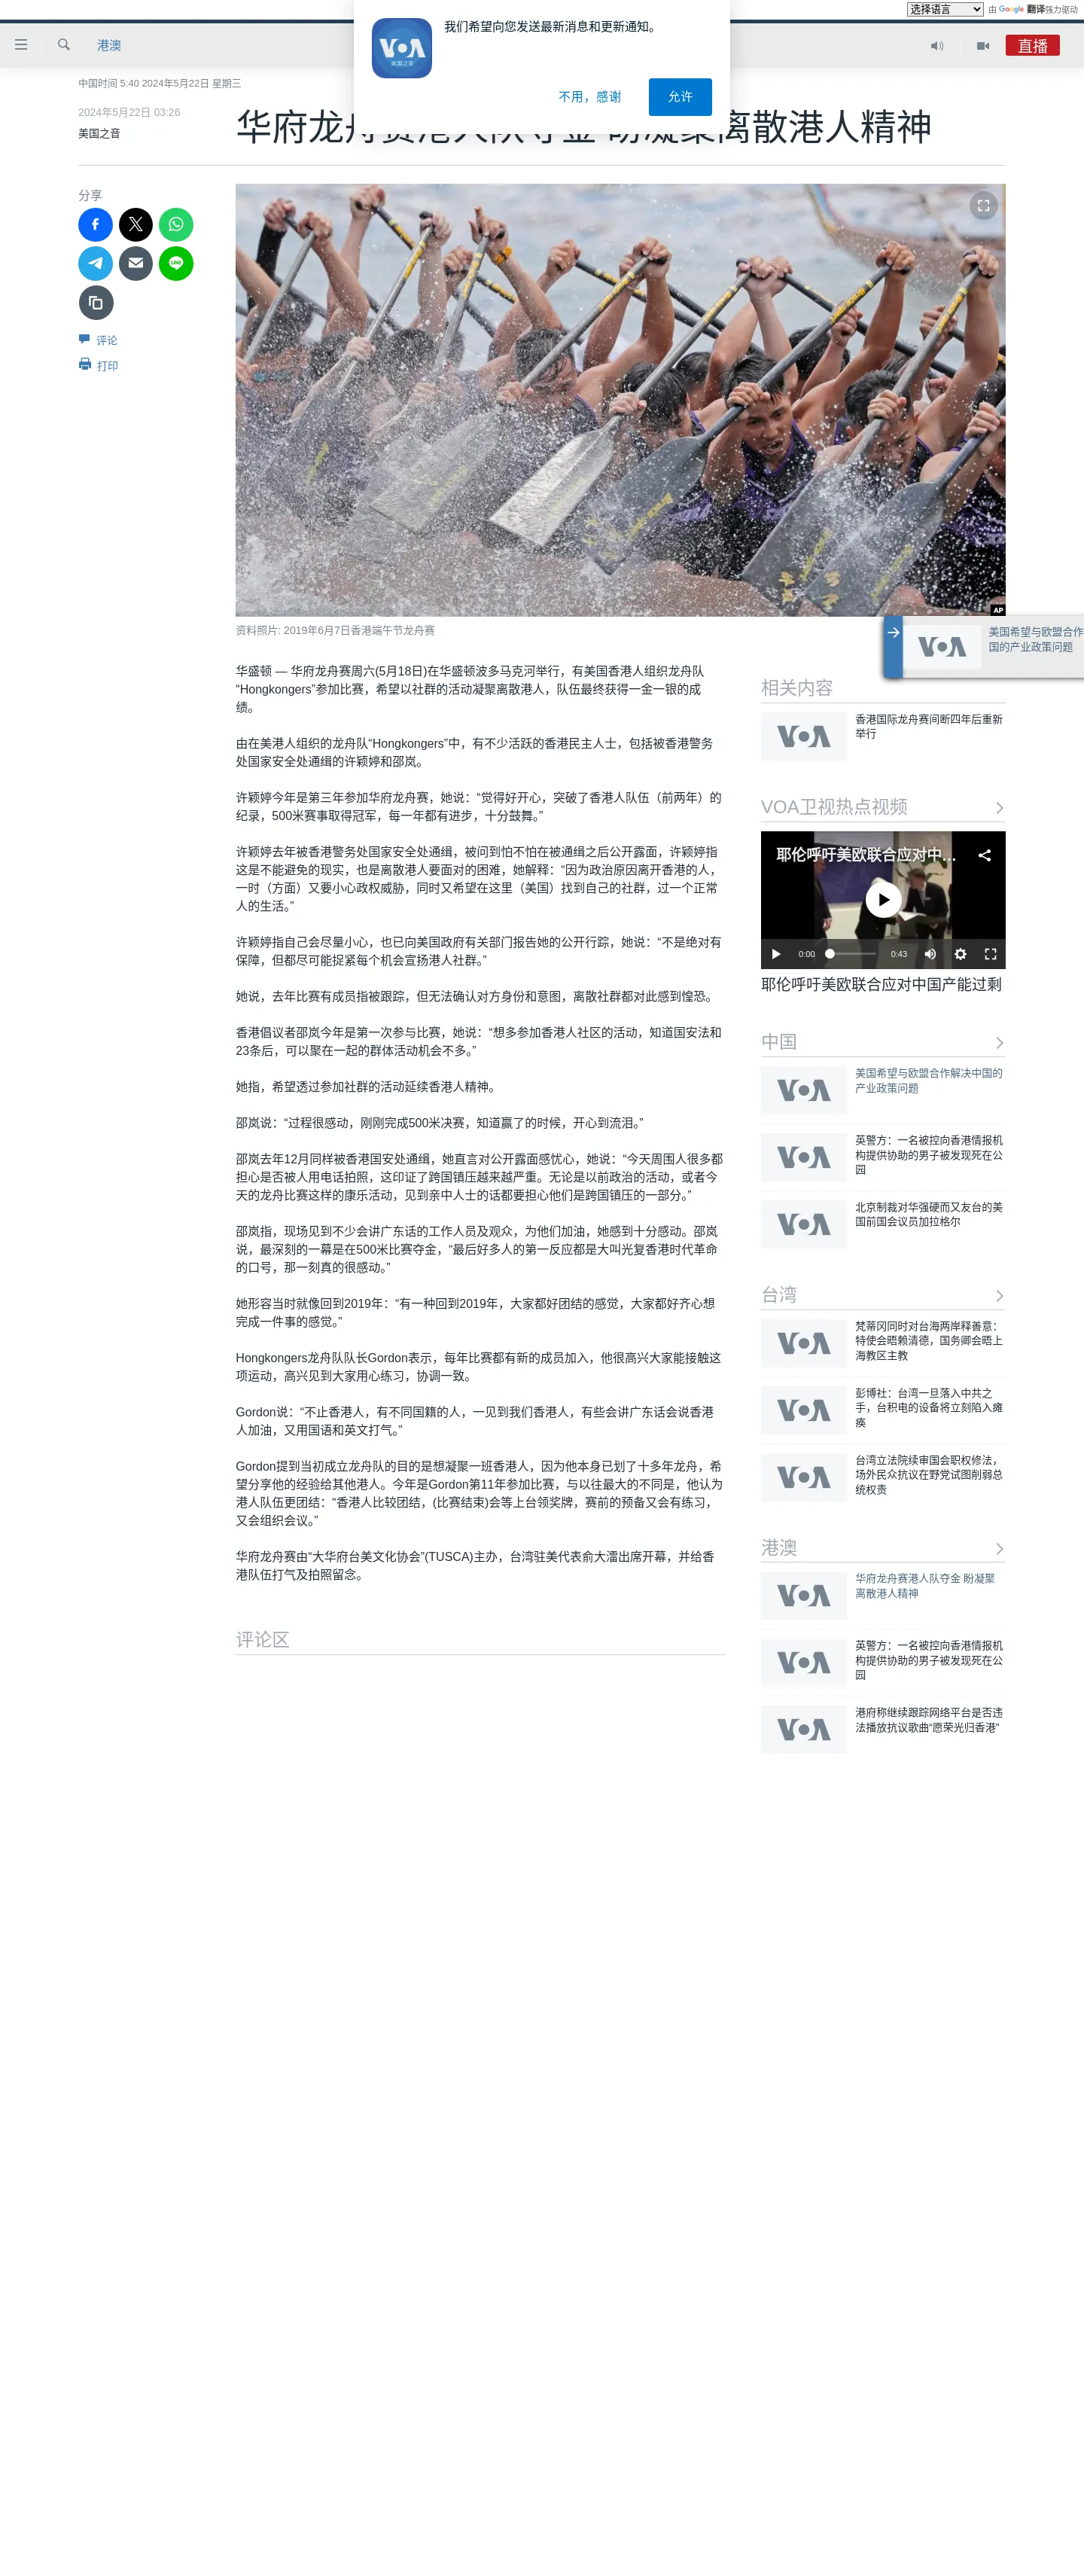 选择语言
由 Google 翻译强力驱动
我们希望向您发送最新消息和更新通知。
VOA
美国之音
不用，感谢
允许
港澳
直播
中国时间 5:40 2024年5月22日 星期三
2024年5月22日 03:26
美国之音
华府龙舟赛港人队夺金 盼凝聚离散港人精神
分享
LINE
评论
打印
AP
资料照片: 2019年6月7日香港端午节龙舟赛
VOA
美国希望与欧盟合作
国的产业政策问题
华盛顿 — 华府龙舟赛周六(5月18日)在华盛顿波多马克河举行，有美国香港人组织龙舟队
“Hongkongers”参加比赛，希望以社群的活动凝聚离散港人，队伍最终获得一金一银的成
绩。
由在美港人组织的龙舟队“Hongkongers”中，有不少活跃的香港民主人士，包括被香港警务
处国家安全处通缉的许颖婷和邵岚。
许颖婷今年是第三年参加华府龙舟赛，她说：“觉得好开心，突破了香港人队伍（前两年）的
纪录，500米赛事取得冠军，每一年都有进步，十分鼓舞。”
许颖婷去年被香港警务处国家安全处通缉，被问到怕不怕在被通缉之后公开露面，许颖婷指
这是不能避免的现实，也是离散港人要面对的困难，她解释：“因为政治原因离开香港的人，
一时（方面）又要小心政权威胁，同时又希望在这里（美国）找到自己的社群，过一个正常
人的生活。”
许颖婷指自己会尽量小心，也已向美国政府有关部门报告她的公开行踪，她说：“不是绝对有
保障，但都尽可能捉紧每个机会宣扬港人社群。”
她说，去年比赛有成员指被跟踪，但无法确认对方身份和意图，离散社群都对此感到惶恐。
香港倡议者邵岚今年是第一次参与比赛，她说：“想多参加香港人社区的活动，知道国安法和
23条后，可以聚在一起的群体活动机会不多。”
她指，希望透过参加社群的活动延续香港人精神。
邵岚说：“过程很感动，刚刚完成500米决赛，知道赢了的时候，开心到流泪。”
邵岚去年12月同样被香港国安处通缉，她直言对公开露面感忧心，她说：“今天周围人很多都
担心是否被人用电话拍照，这印证了跨国镇压越来越严重。无论是以前政治的活动，或者今
天的龙舟比赛这样的康乐活动，见到亲中人士的话都要担心他们是跨国镇压的一部分。”
邵岚指，现场见到不少会讲广东话的工作人员及观众，为他们加油，她感到十分感动。邵岚
说，最深刻的一幕是在500米比赛夺金，“最后好多人的第一反应都是大叫光复香港时代革命
的口号，那一刻真的很感动。”
她形容当时就像回到2019年：“有一种回到2019年，大家都好团结的感觉，大家都好齐心想
完成一件事的感觉。”
Hongkongers龙舟队队长Gordon表示，每年比赛都有新的成员加入，他很高兴大家能接触这
项运动，高兴见到大家用心练习，协调一致。
Gordon说：“不止香港人，有不同国籍的人，一见到我们香港人，有些会讲广东话会说香港
人加油，又用国语和英文打气。”
Gordon提到当初成立龙舟队的目的是想凝聚一班香港人，因为他本身已划了十多年龙舟，希
望分享他的经验给其他港人。今年是Gordon第11年参加比赛，与以往最大的不同是，他认为
港人队伍更团结：“香港人比较团结，(比赛结束)会等上台领奖牌，赛前的预备又会有练习，
又会组织会议。”
华府龙舟赛由“大华府台美文化协会”(TUSCA)主办，台湾驻美代表俞大㵢出席开幕，并给香
港队伍打气及拍照留念。
评论区
相关内容
VOA
香港国际龙舟赛间断四年后重新
举行
VOA卫视热点视频
耶伦呼吁美欧联合应对中...
0:00
0:43
耶伦呼吁美欧联合应对中国产能过剩
中国
VOA
美国希望与欧盟合作解决中国的
产业政策问题
VOA
英警方：一名被控向香港情报机
构提供协助的男子被发现死在公
园
VOA
北京制裁对华强硬而又友台的美
国前国会议员加拉格尔
台湾
VOA
梵蒂冈同时对台海两岸释善意：
特使会晤赖清德，国务卿会晤上
海教区主教
VOA
彭博社：台湾一旦落入中共之
手，台积电的设备将立刻陷入瘫
痪
VOA
台湾立法院续审国会职权修法，
场外民众抗议在野党试图削弱总
统权责
港澳
VOA
华府龙舟赛港人队夺金 盼凝聚
离散港人精神
VOA
英警方：一名被控向香港情报机
构提供协助的男子被发现死在公
园
VOA
港府称继续跟踪网络平台是否违
法播放抗议歌曲“愿荣光归香港”